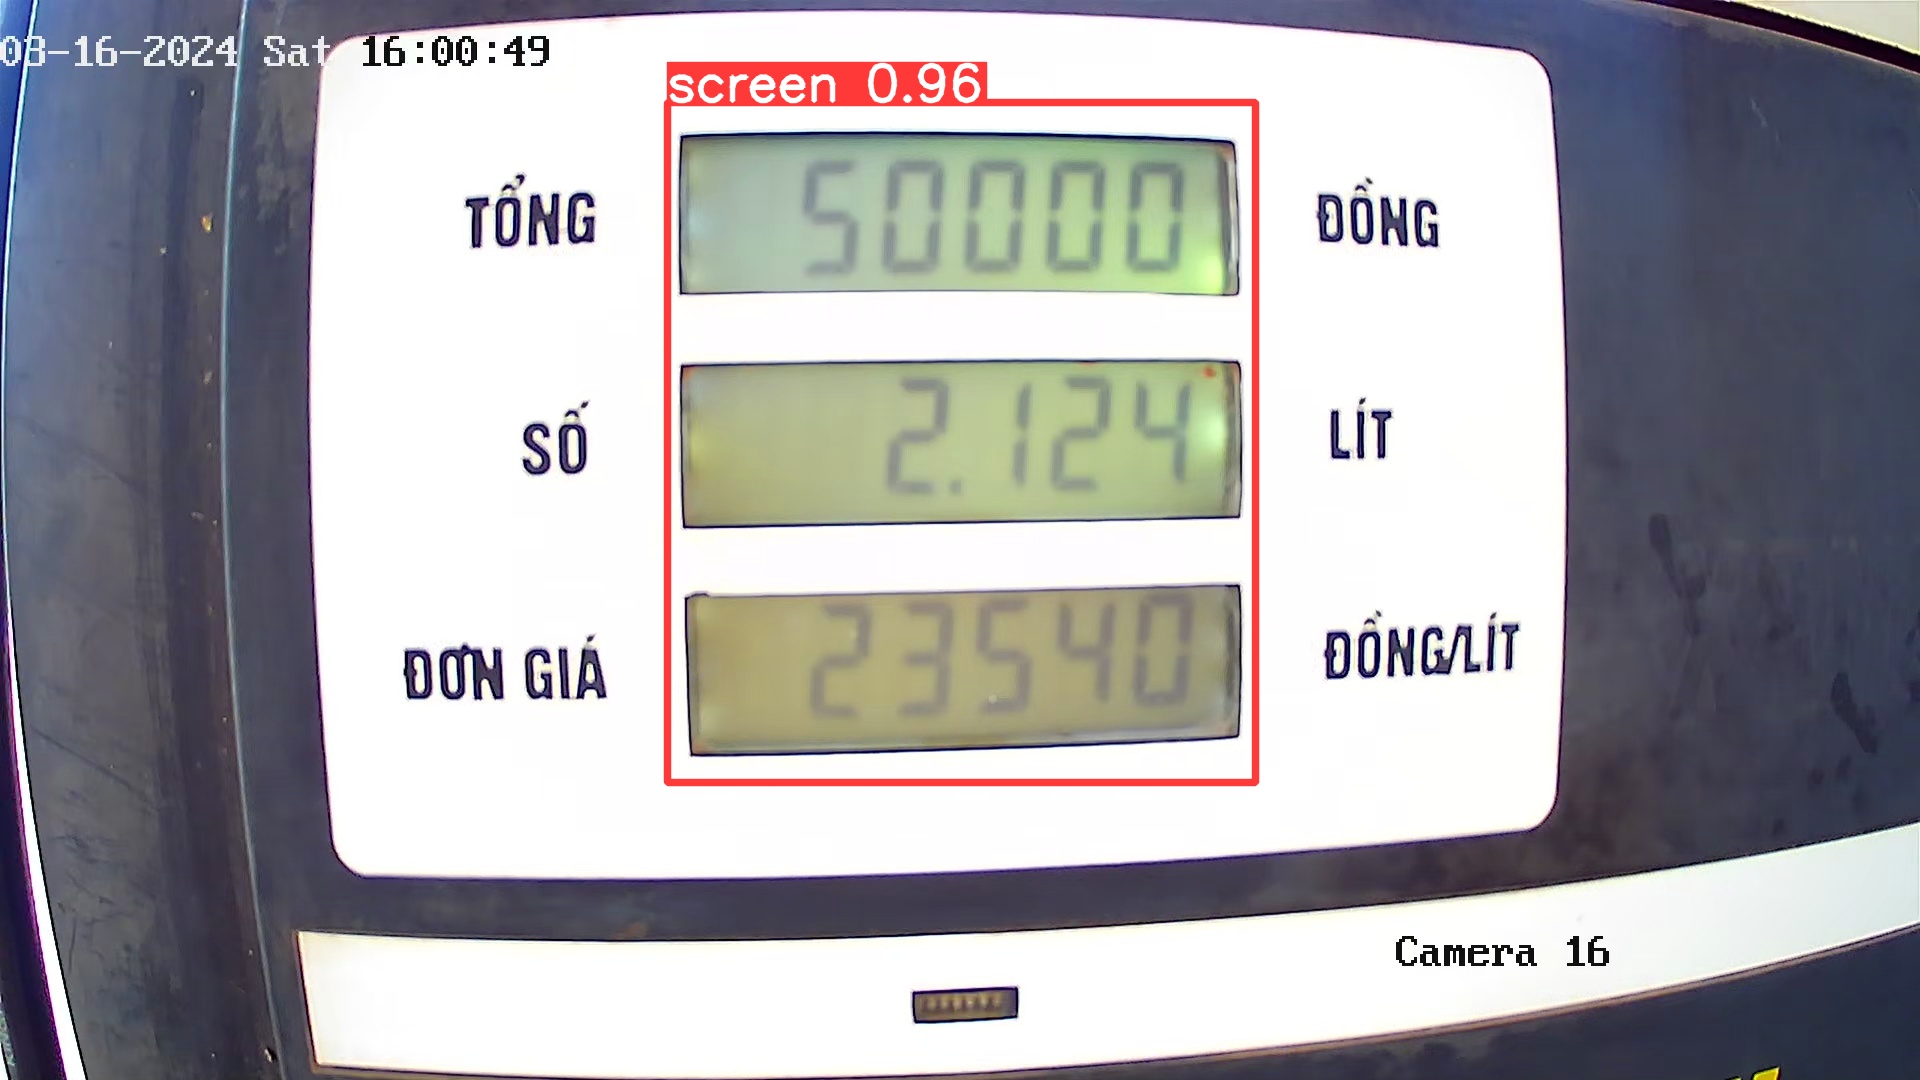 03-16-2024 Sat 16:00:49
screen 0.96
TỔNG 50000 ĐỒNG
SỐ 2.124 LÍT
ĐƠN GIÁ 23540 ĐỒNG/LÍT
Camera 16